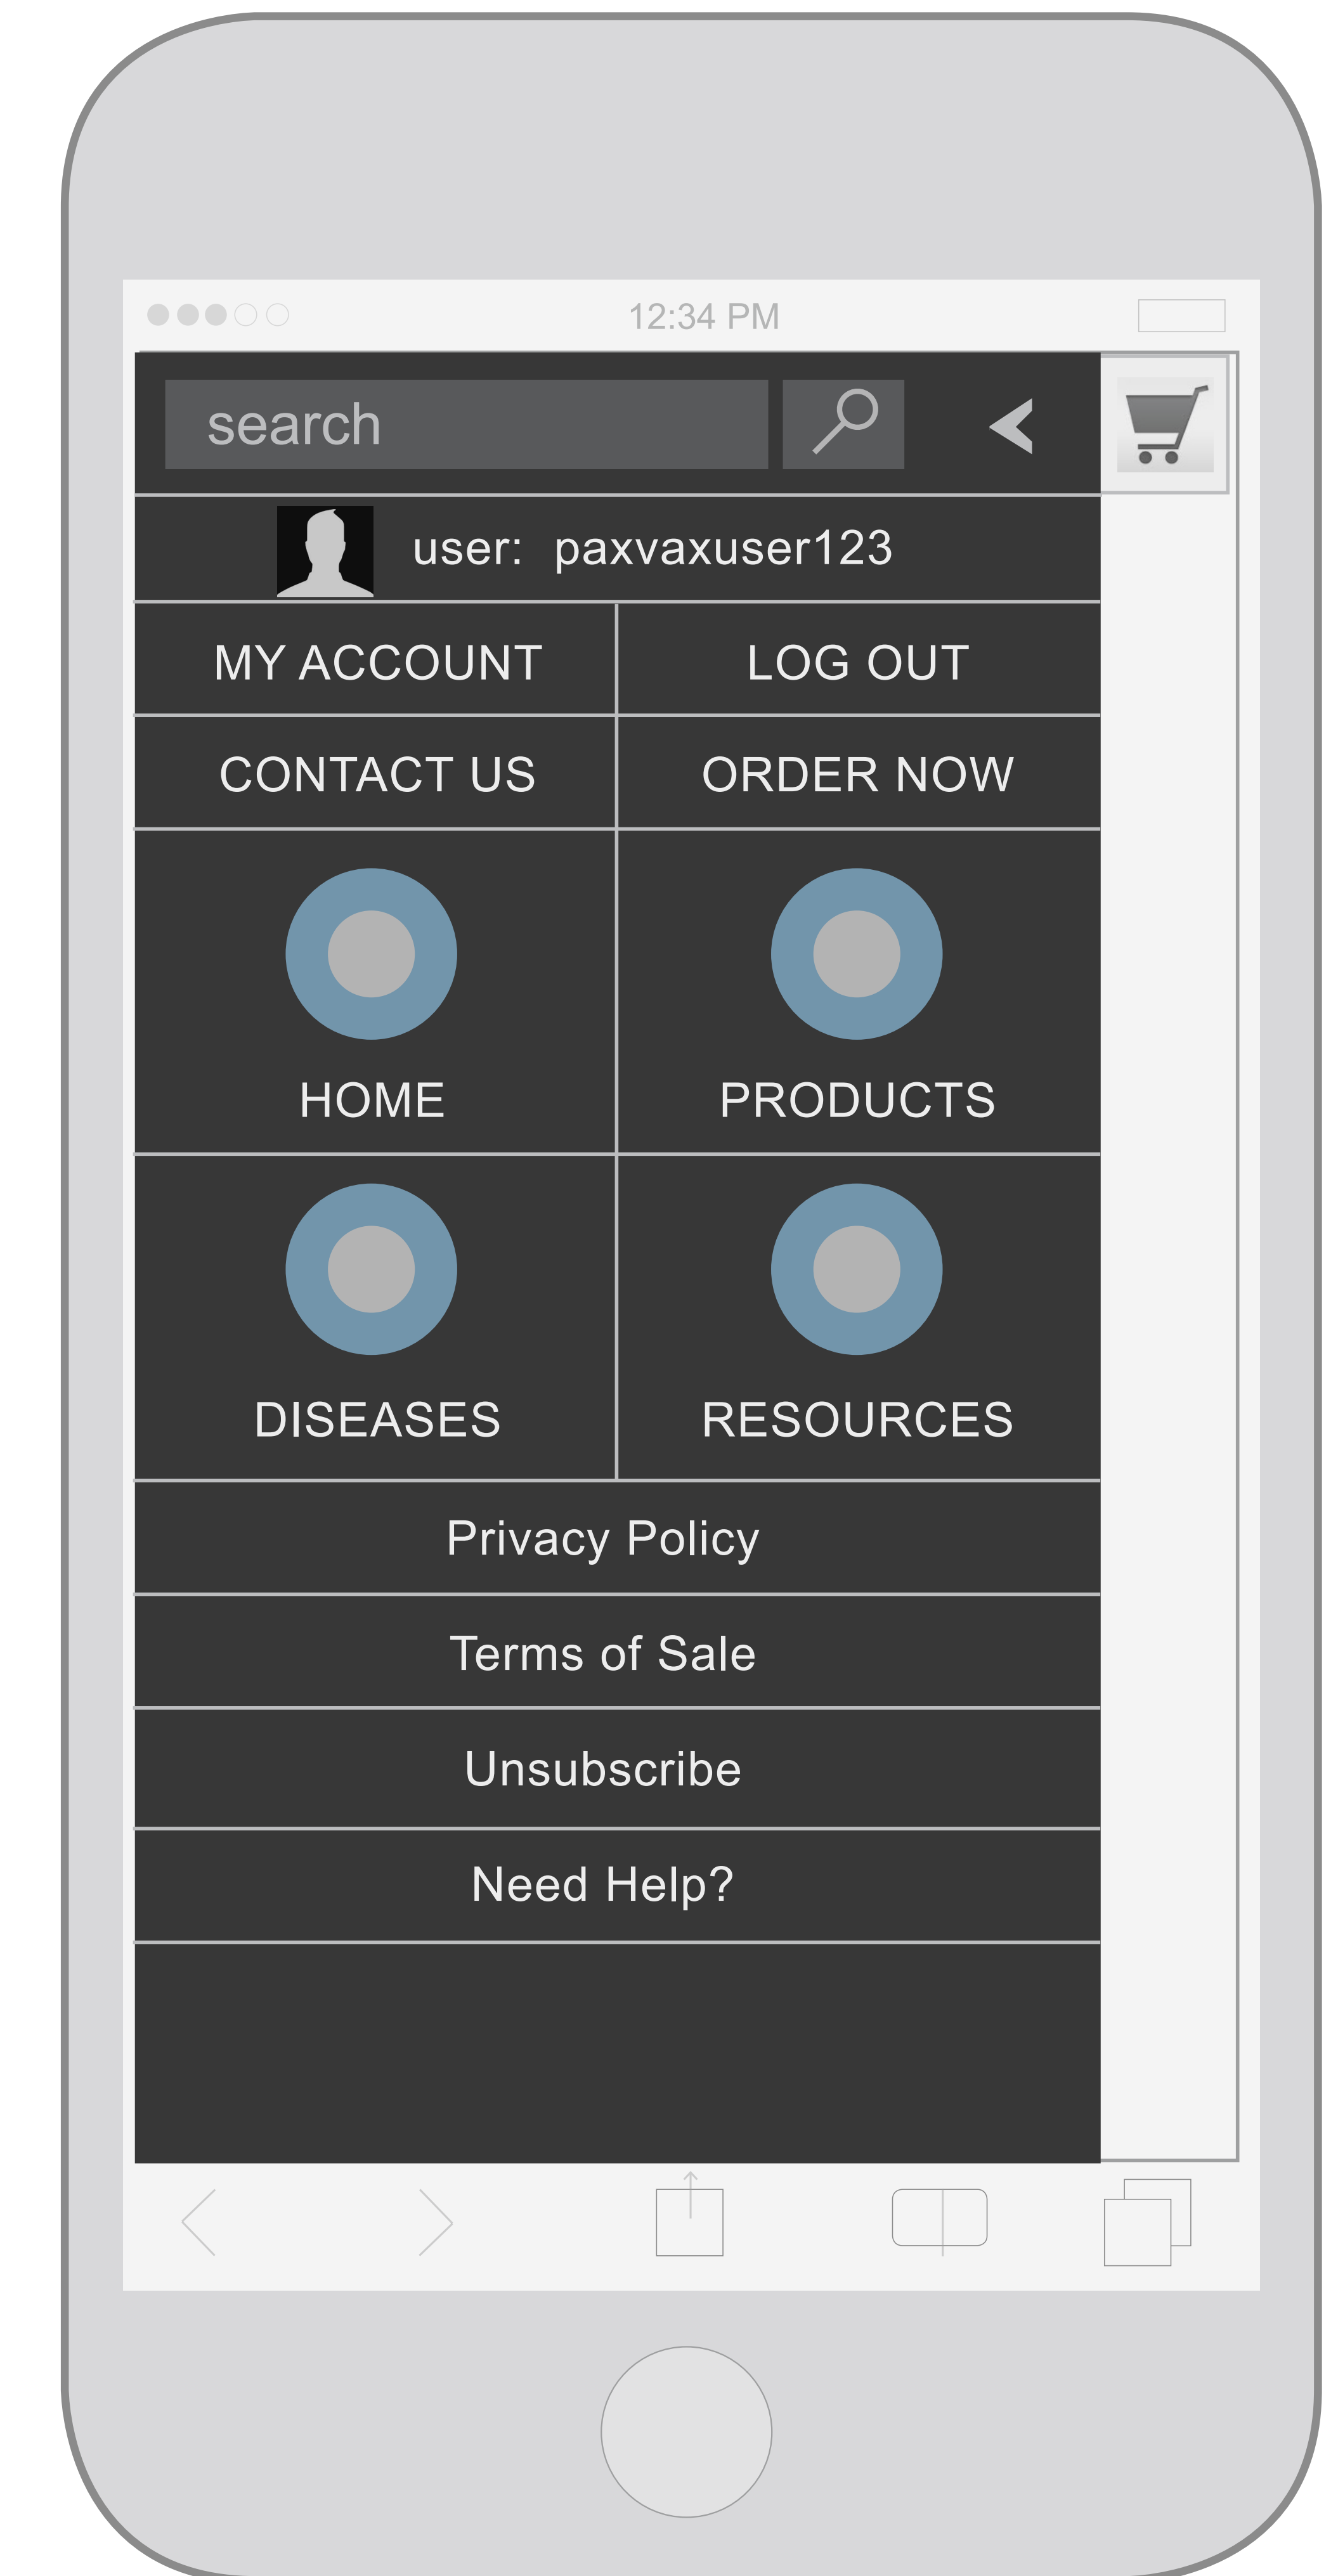 12:34 PM
search
user: paxvaxuser123
MY ACCOUNT
LOG OUT
CONTACT US
ORDER NOW
HOME
PRODUCTS
DISEASES
RESOURCES
Privacy Policy
Terms of Sale
Unsubscribe
Need Help?